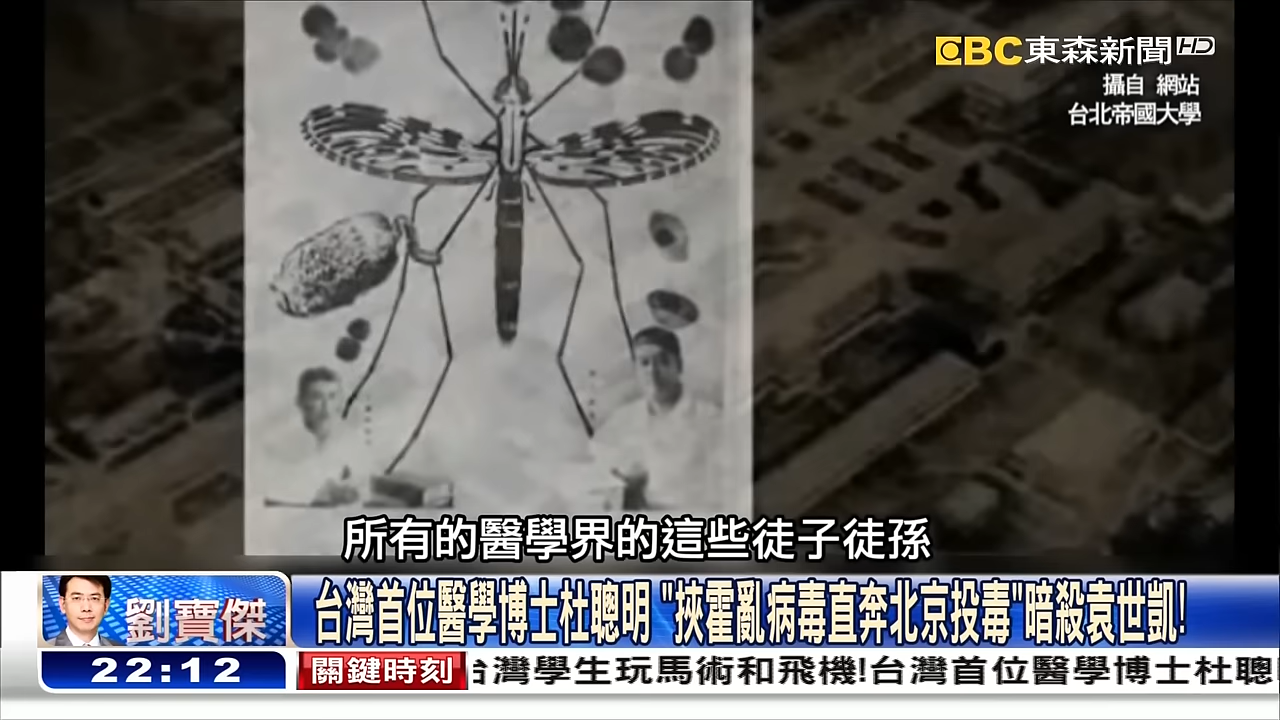 EBC東森新聞HD
攝自 網站
台北帝國大學
所有的醫學界的這些徒子徒孫
劉寶傑
台灣首位醫學博士杜聰明 "挾霍亂病毒直奔北京投毒"暗殺袁世凱!
22:12
關鍵時刻
台灣學生玩馬術和飛機!台灣首位醫學博士杜聰